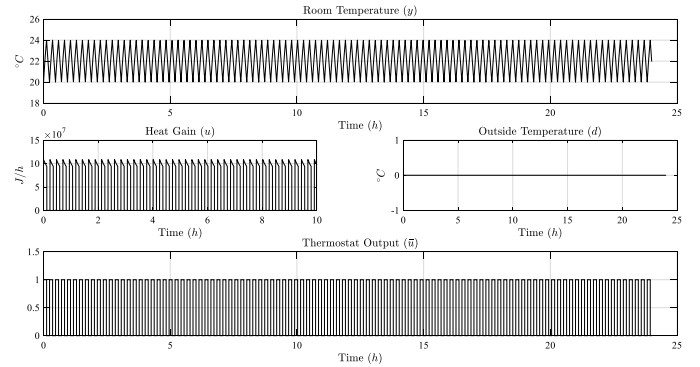 Room Temperature (y)
26
24
22
20
18
°C
0 5 10 15 20 25
Time (h)
Heat Gain (u)
×10⁷
15
10
5
0
J/h
0 2 4 6 8 10
Time (h)
Outside Temperature (d)
1
0
-1
°C
0 5 10 15 20 25
Time (h)
Thermostat Output (u̅)
1.5
1
0.5
0
0 5 10 15 20 25
Time (h)